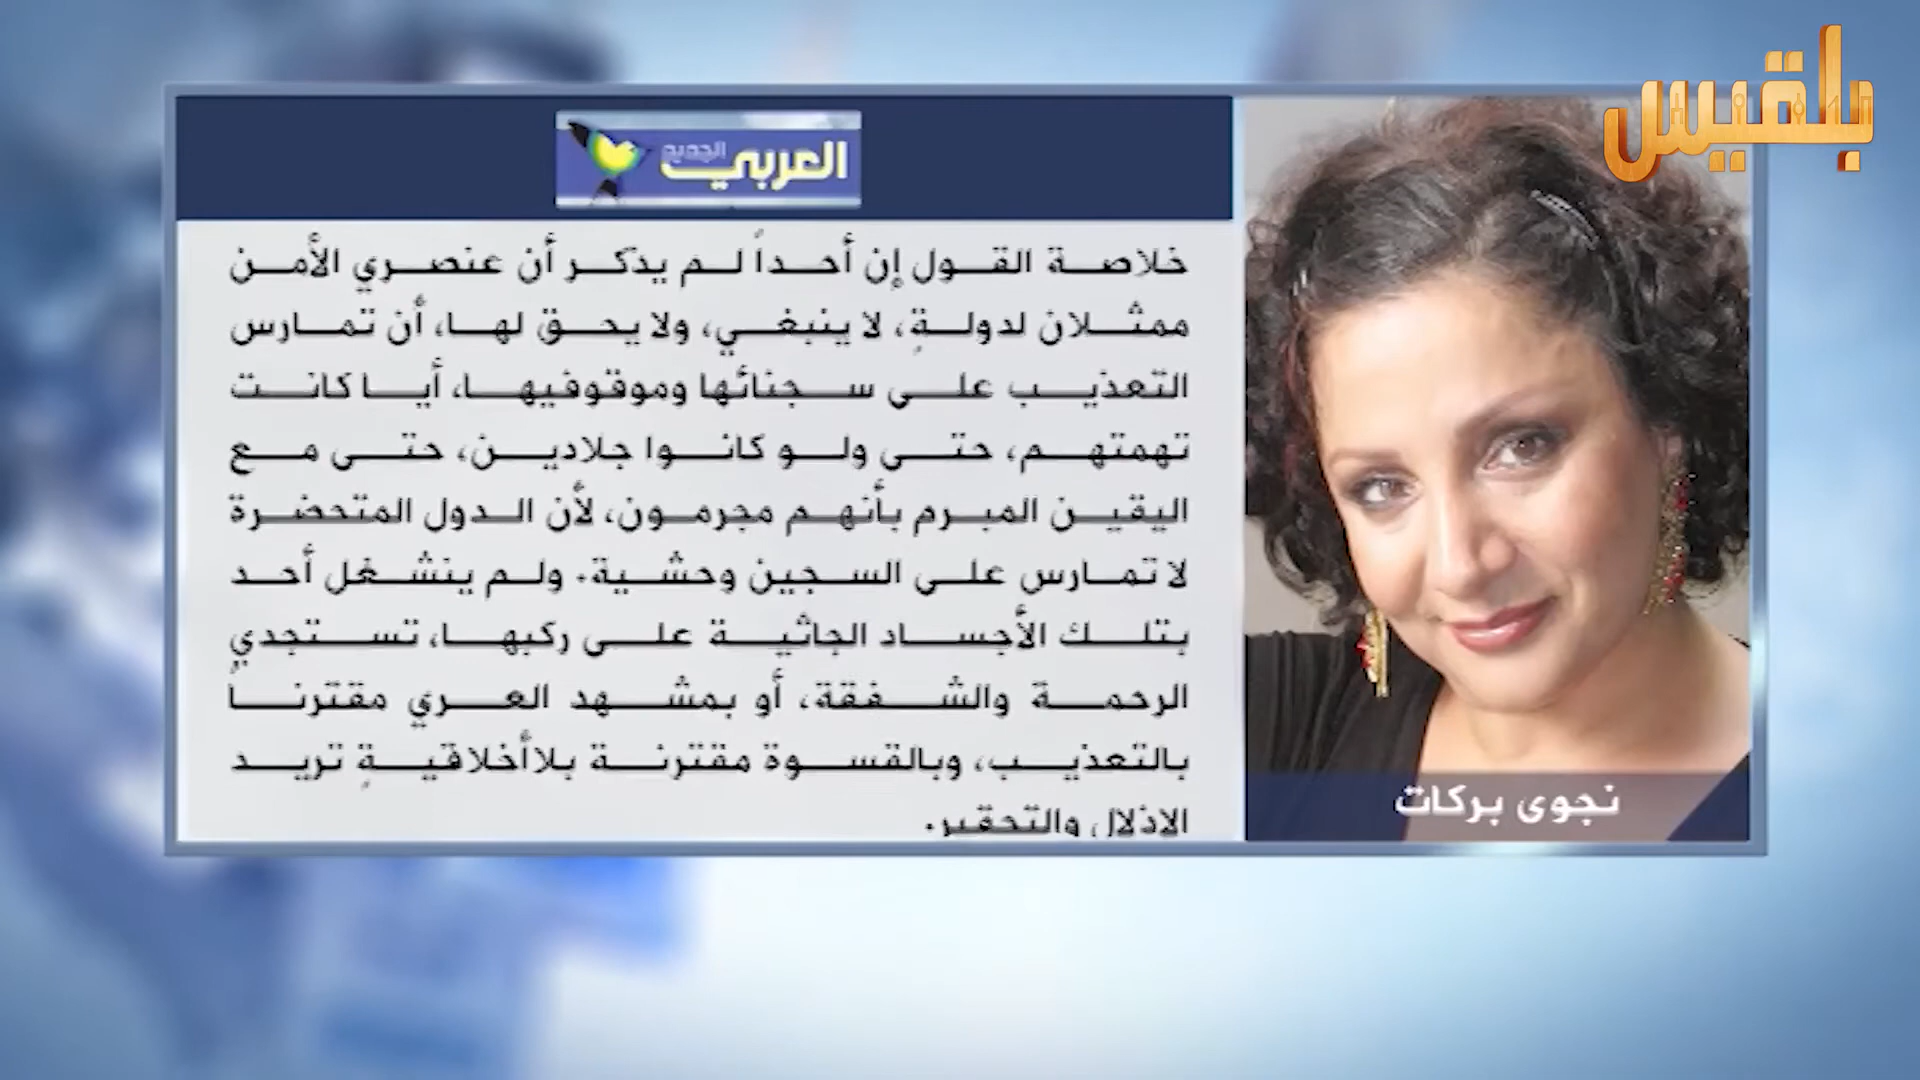 بلقيس
العربي الجديد
خلاصة القول إن أحداً لم يذكر أن عنصري الأمن
ممثلان لدولةٍ، لا ينبغي، ولا يحق لها، أن تمارس
التعذيب على سجنائها وموقوفيها، أيا كانت
تهمتهم، حتى ولو كانوا جلادين، حتى مع
اليقين المبرم بأنهم مجرمون، لأن الدول المتحضرة
لا تمارس على السجين وحشية. ولم ينشغل أحد
بتلك الأجساد الجاثية على ركبها، تستجدي
الرحمة والشفقة، أو بمشهد العري مقترناً
بالتعذيب، وبالقسوة مقترنة بلاأخلاقيةٍ تريد
الإذلال والتحقير.
نجوى بركات